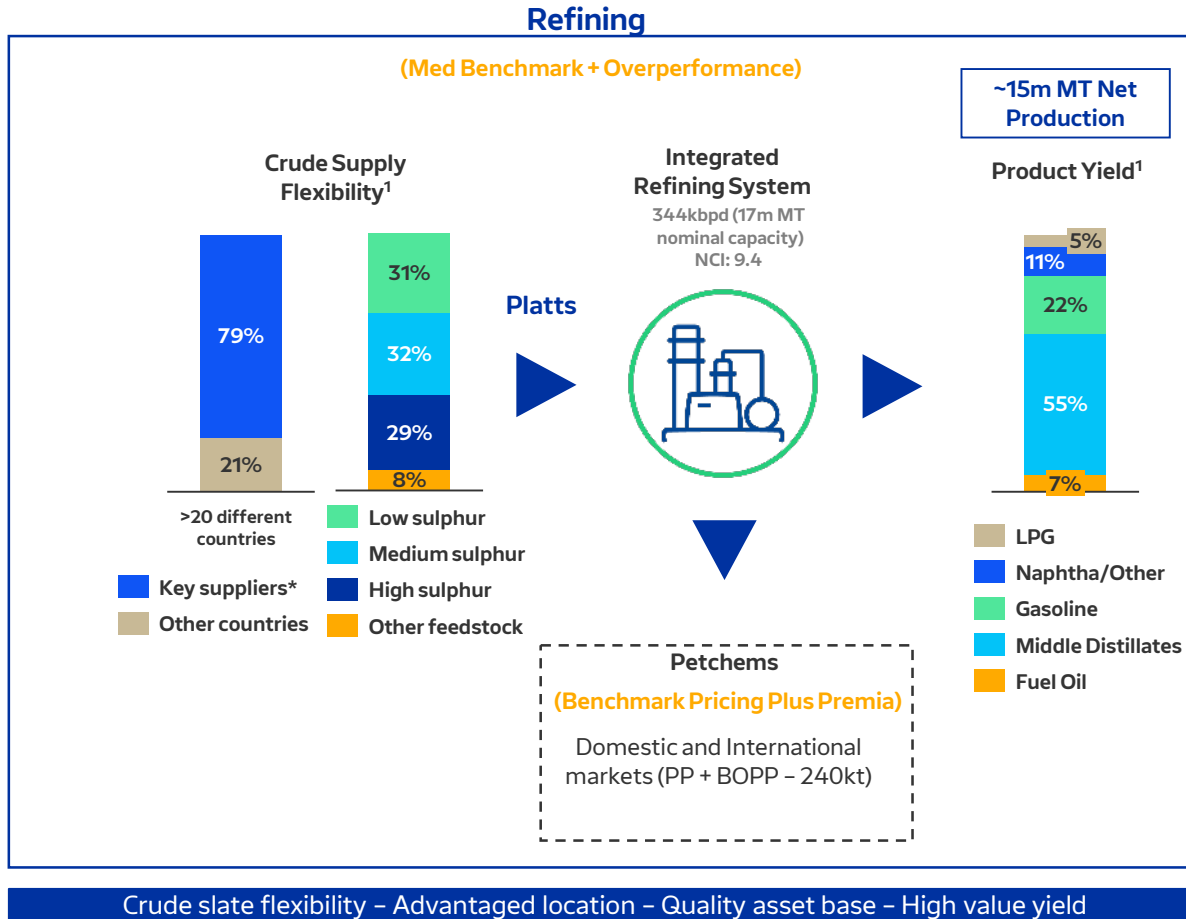 Refining
(Med Benchmark + Overperformance)
~15m MT Net
Production
Crude Supply
Flexibility¹
79%
21%
>20 different
countries
Key suppliers*
Other countries
31%
32%
29%
8%
Low sulphur
Medium sulphur
High sulphur
Other feedstock
Platts
Integrated
Refining System
344kbpd (17m MT
nominal capacity)
NCI: 9.4
Petchems
(Benchmark Pricing Plus Premia)
Domestic and International
markets (PP + BOPP – 240kt)
Product Yield¹
5%
11%
22%
55%
7%
LPG
Naphtha/Other
Gasoline
Middle Distillates
Fuel Oil
Crude slate flexibility – Advantaged location – Quality asset base – High value yield